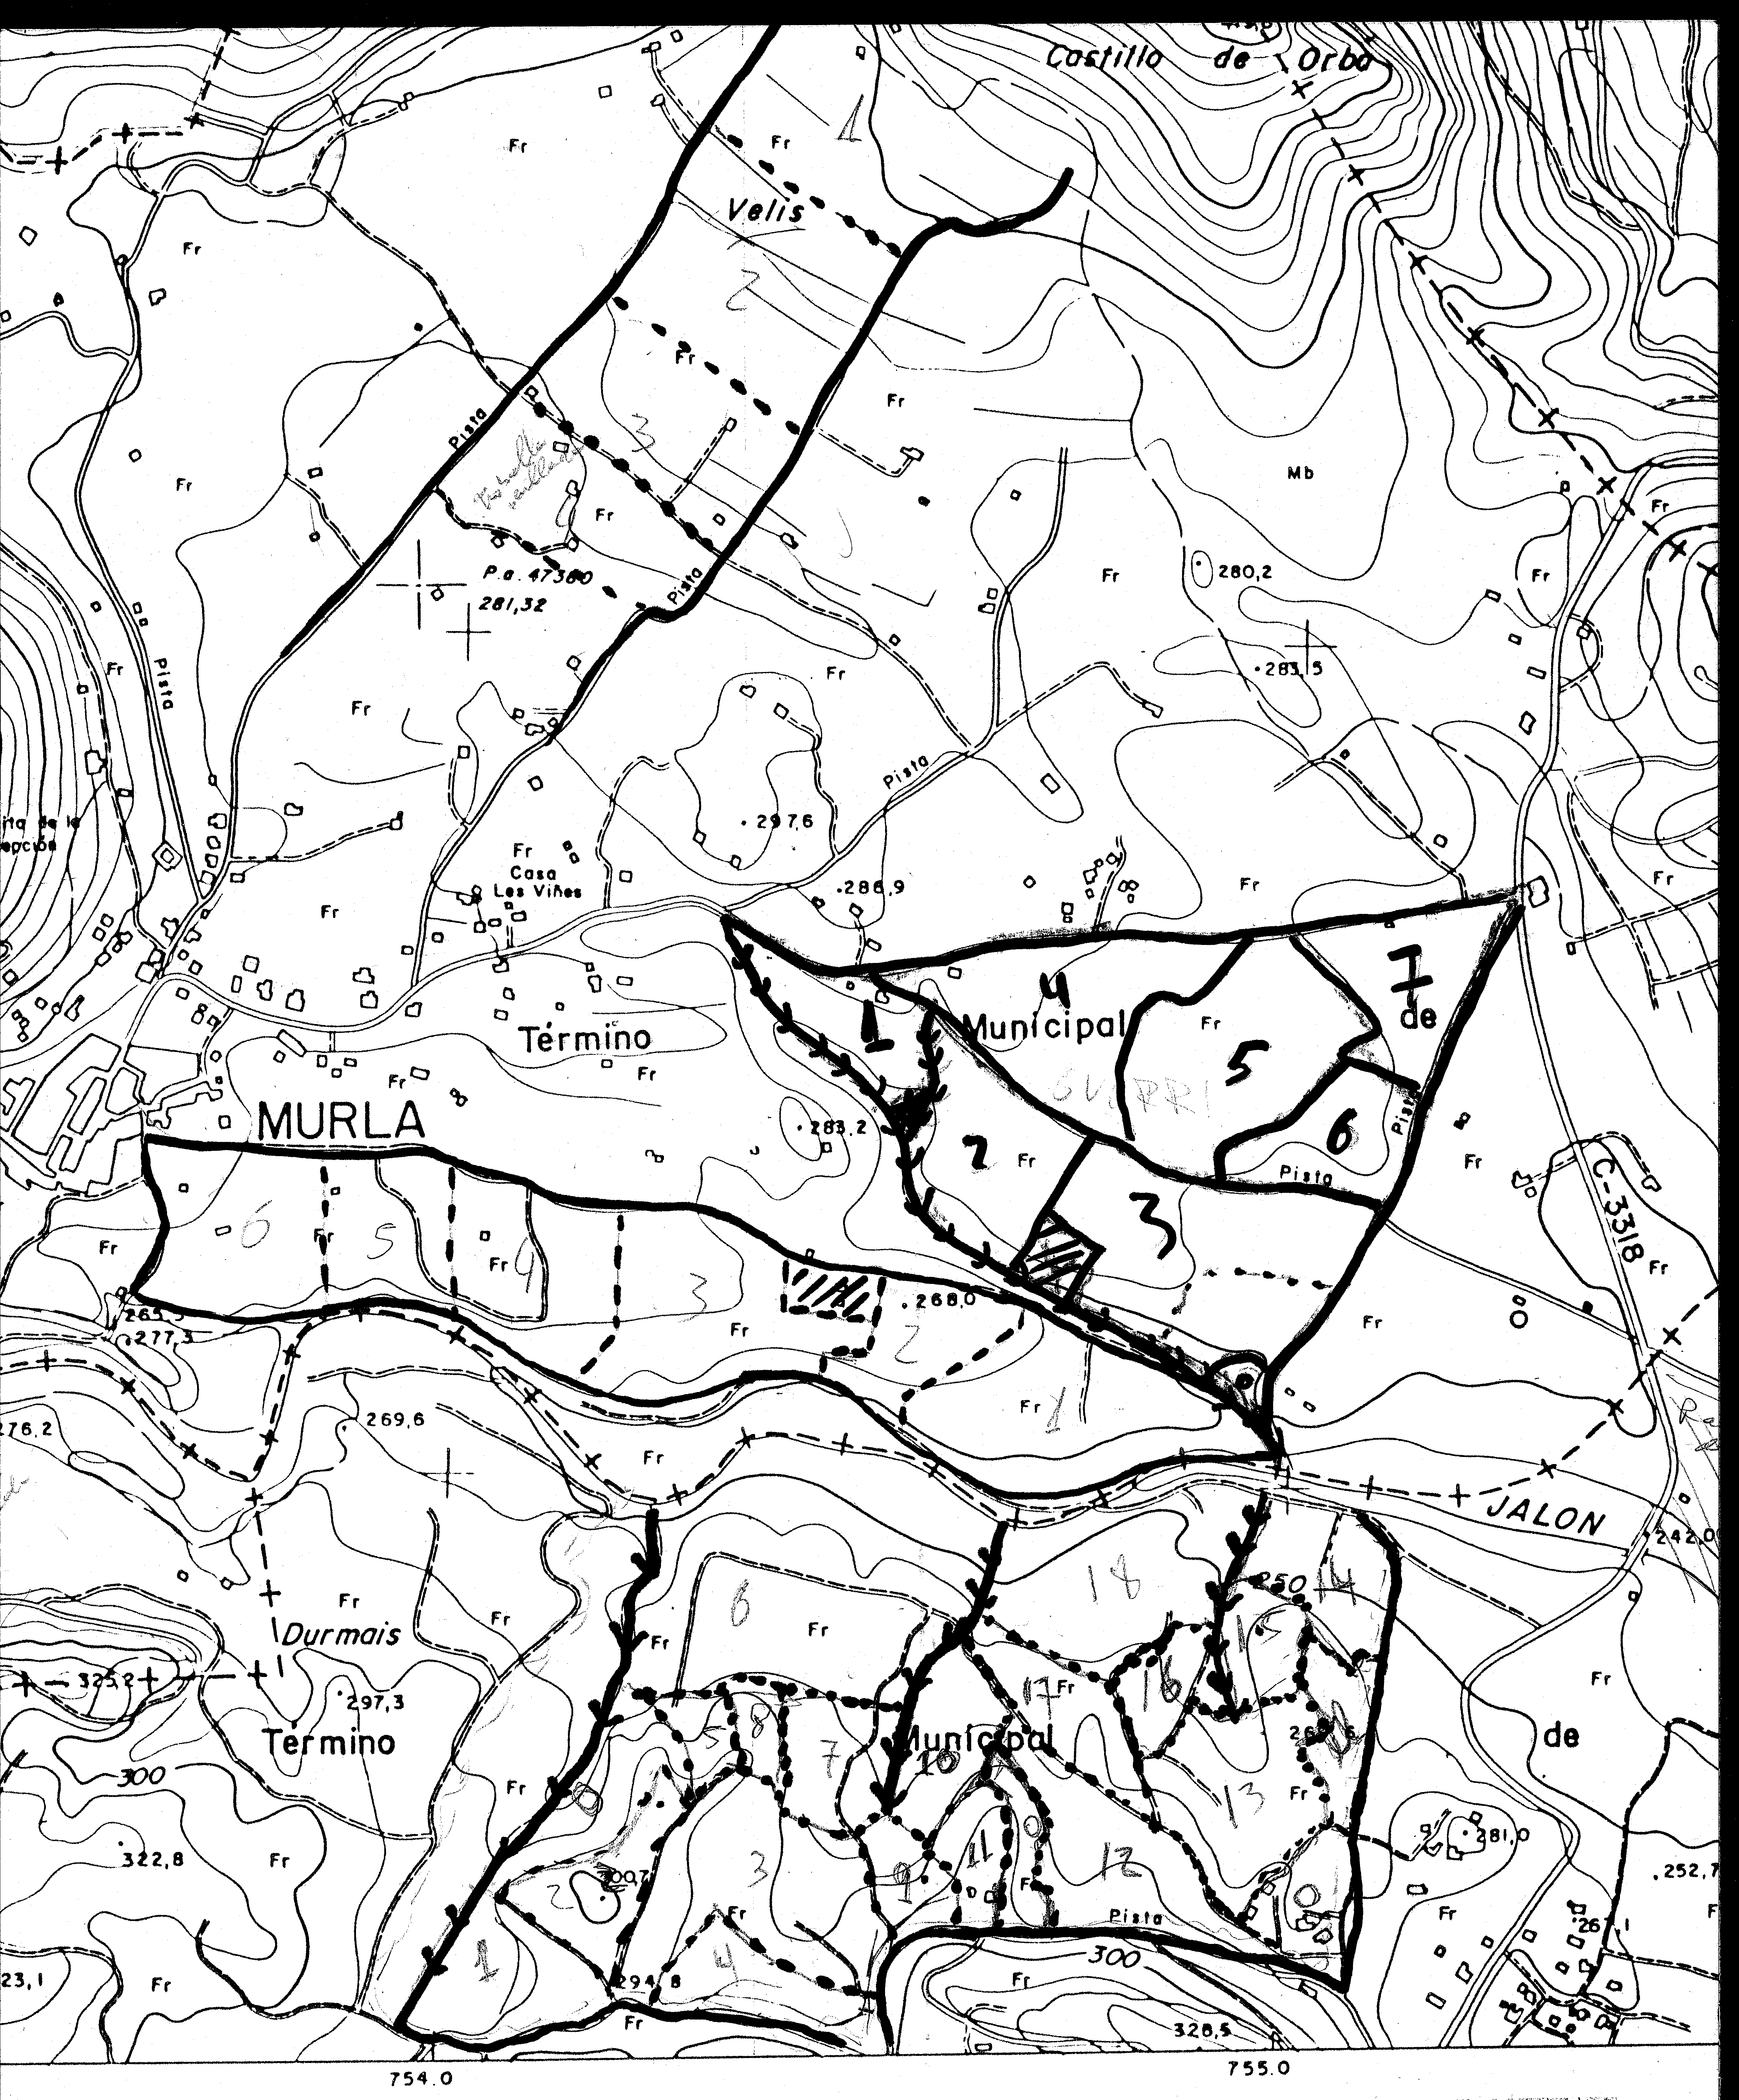 Castillo de Orba
1
Fr
Fr
Velis
Fr
2
Fr
Fr
3
Pista
Mb
Fr
Fr
Fr
P.a. 47360
281,32
Pista
Fr
280,2
Fr
Fr
Pista
Fr
283,5
Fr
Pista
297,6
Fr
Casa
Les Viñes
286,9
Fr
Fr
Fr
4
7
de
1
Término
Municipal
Fr
5
Fr
Fr
MURLA
283,2
2
Fr
6
Pista
Fr
Pista
C-3318
3
6
Fr
5
Fr
4
Fr
3
Fr
268,0
277,3
Fr
2
Fr
Fr
1
276,2
269,6
Fr
JALON
242,0
18
250
14
Fr
Fr
6
Fr
Fr
15
Durmais
325,2
297,3
17
Fr
16
Fr
Término
5
8
7
Municipal
10
de
300
Fr
13
Fr
281,0
322,8
Fr
3
9
11
12
252,7
2
300,7
Fr
Fr
Pista
Fr
1
4
300
23,1
Fr
294,8
Fr
Fr
328,5
754.0
755.0